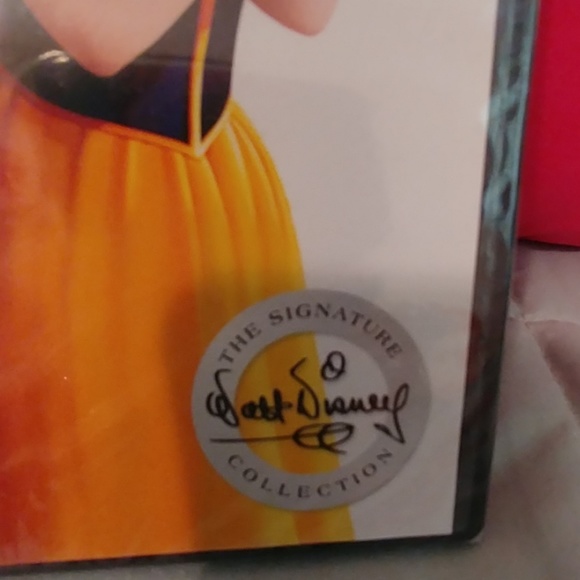 THE SIGNATURE
Walt Disney
COLLECTION